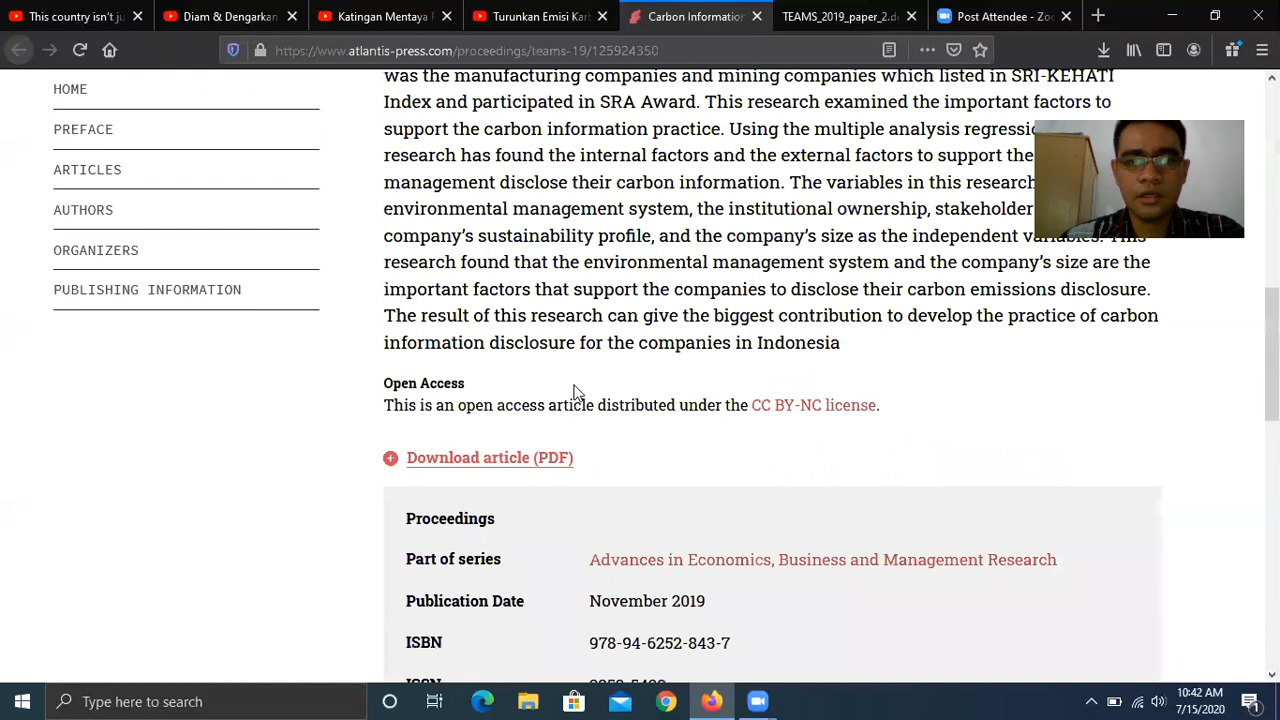 This country isn't ju
Diam & Dengarkan
Katingan Mentaya
Turunkan Emisi Kar
Carbon Information
TEAMS_2019_paper_2.d
Post Attendee - Zo
https://www.atlantis-press.com/proceedings/teams-19/125924350
HOME
PREFACE
ARTICLES
AUTHORS
ORGANIZERS
PUBLISHING INFORMATION
was the manufacturing companies and mining companies which listed in SRI-KEHATI
Index and participated in SRA Award. This research examined the important factors to
support the carbon information practice. Using the multiple analysis regressi
research has found the internal factors and the external factors to support the
management disclose their carbon information. The variables in this research
environmental management system, the institutional ownership, stakeholder
company's sustainability profile, and the company's size as the independent variables. This
research found that the environmental management system and the company's size are the
important factors that support the companies to disclose their carbon emissions disclosure.
The result of this research can give the biggest contribution to develop the practice of carbon
information disclosure for the companies in Indonesia
Open Access
This is an open access article distributed under the CC BY-NC license.
Download article (PDF)
Proceedings
Part of series Advances in Economics, Business and Management Research
Publication Date November 2019
ISBN 978-94-6252-843-7
Type here to search
10:42 AM
7/15/2020